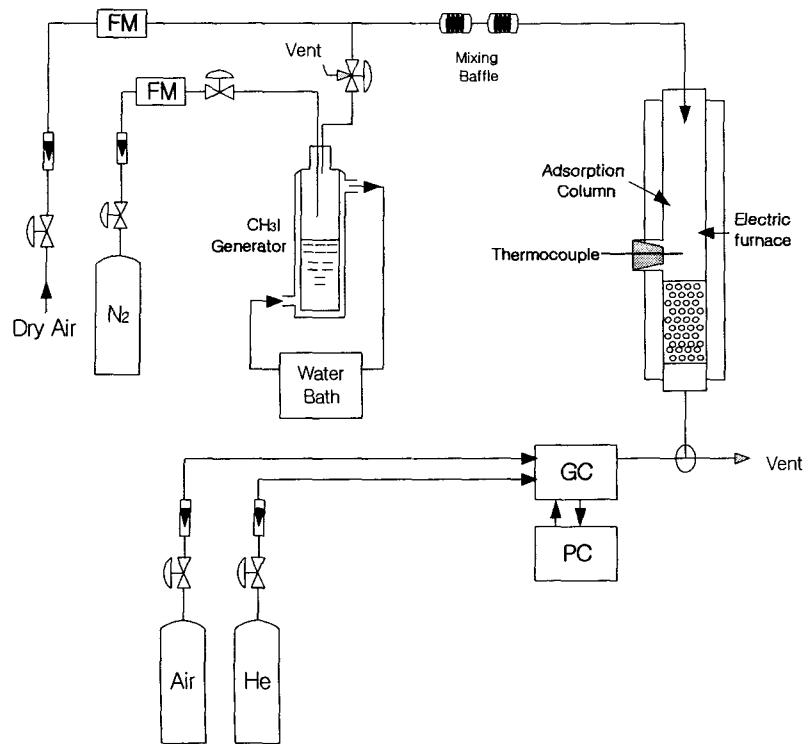 FM
Vent
Mixing
Baffle
FM
Adsorption
Column
CH₃I
Generator
Electric
furnace
Thermocouple
N₂
Dry Air
Water
Bath
GC
Vent
PC
Air
He